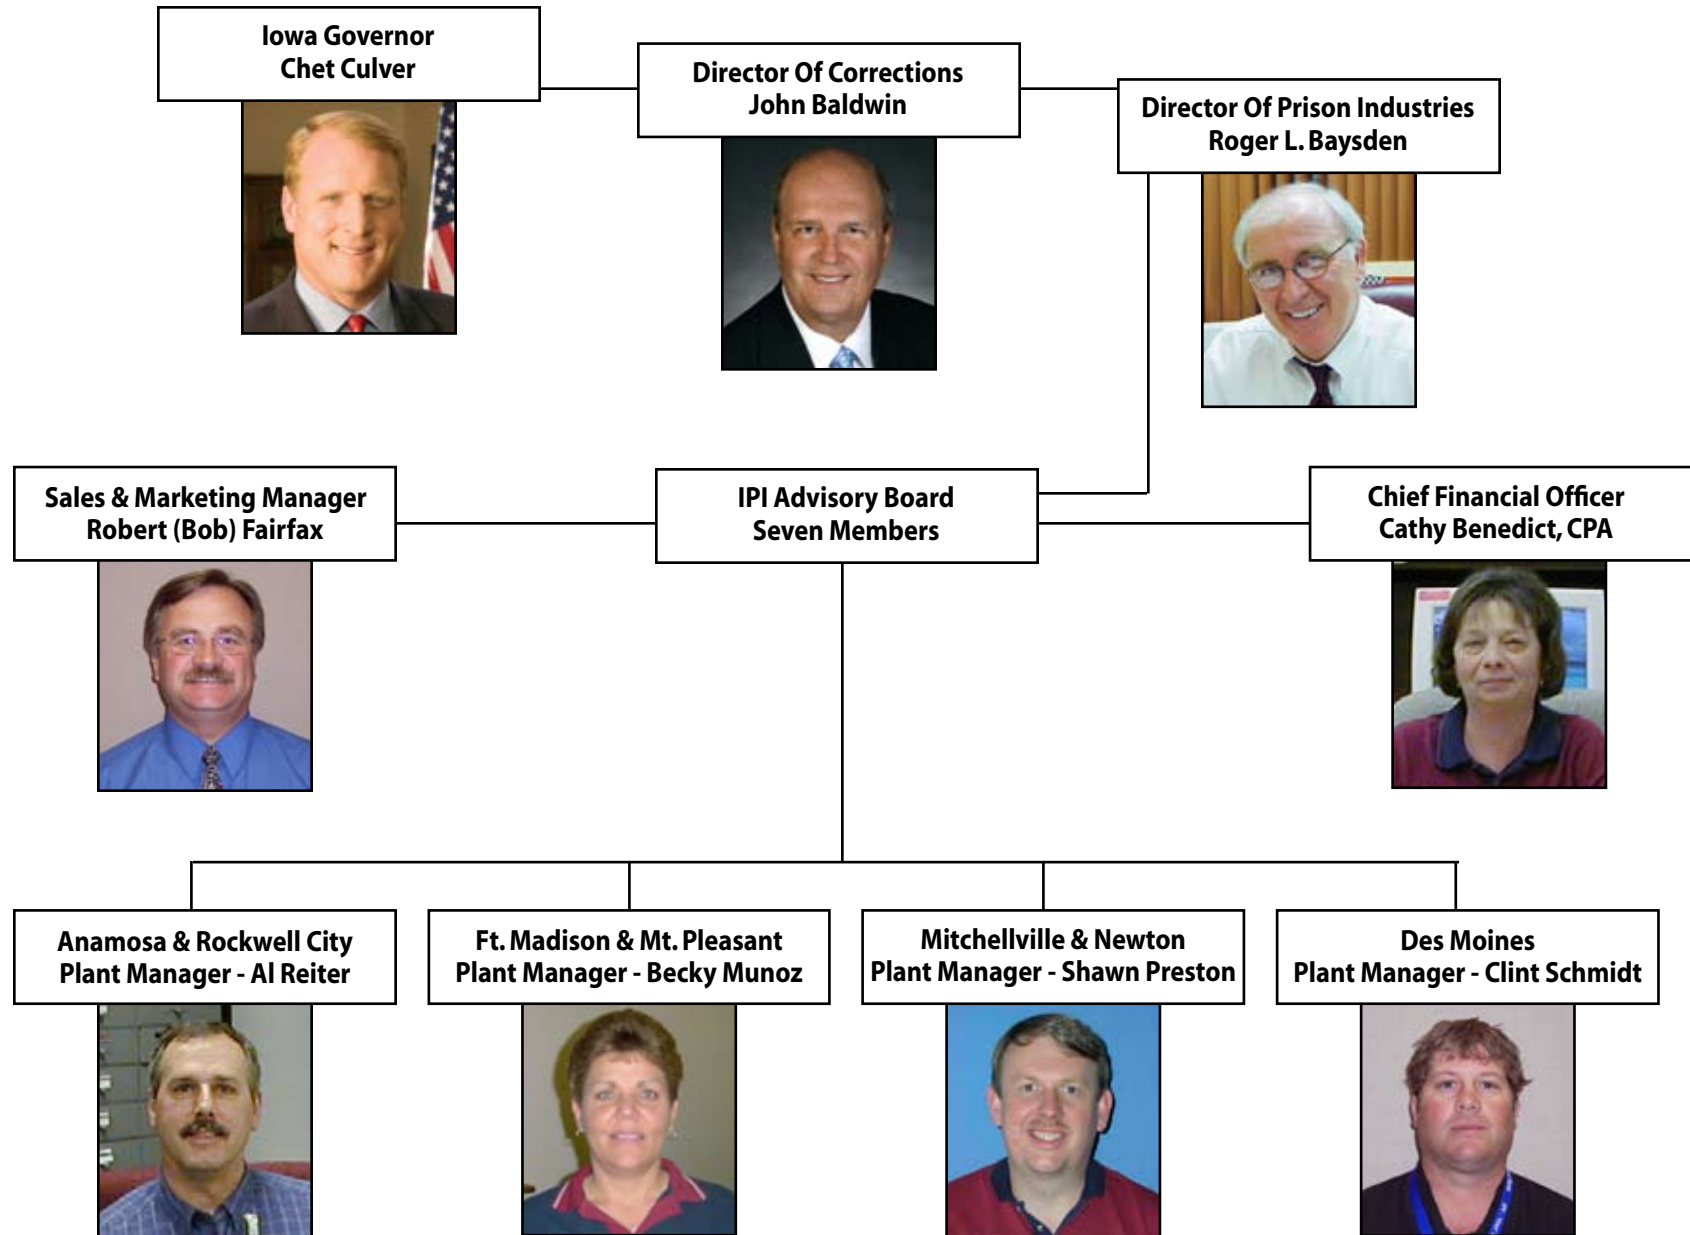 Iowa Governor
Chet Culver
Director Of Corrections
John Baldwin
Director Of Prison Industries
Roger L. Baysden
Sales & Marketing Manager
Robert (Bob) Fairfax
IPI Advisory Board
Seven Members
Chief Financial Officer
Cathy Benedict, CPA
Anamosa & Rockwell City
Plant Manager - Al Reiter
Ft. Madison & Mt. Pleasant
Plant Manager - Becky Munoz
Mitchellville & Newton
Plant Manager - Shawn Preston
Des Moines
Plant Manager - Clint Schmidt